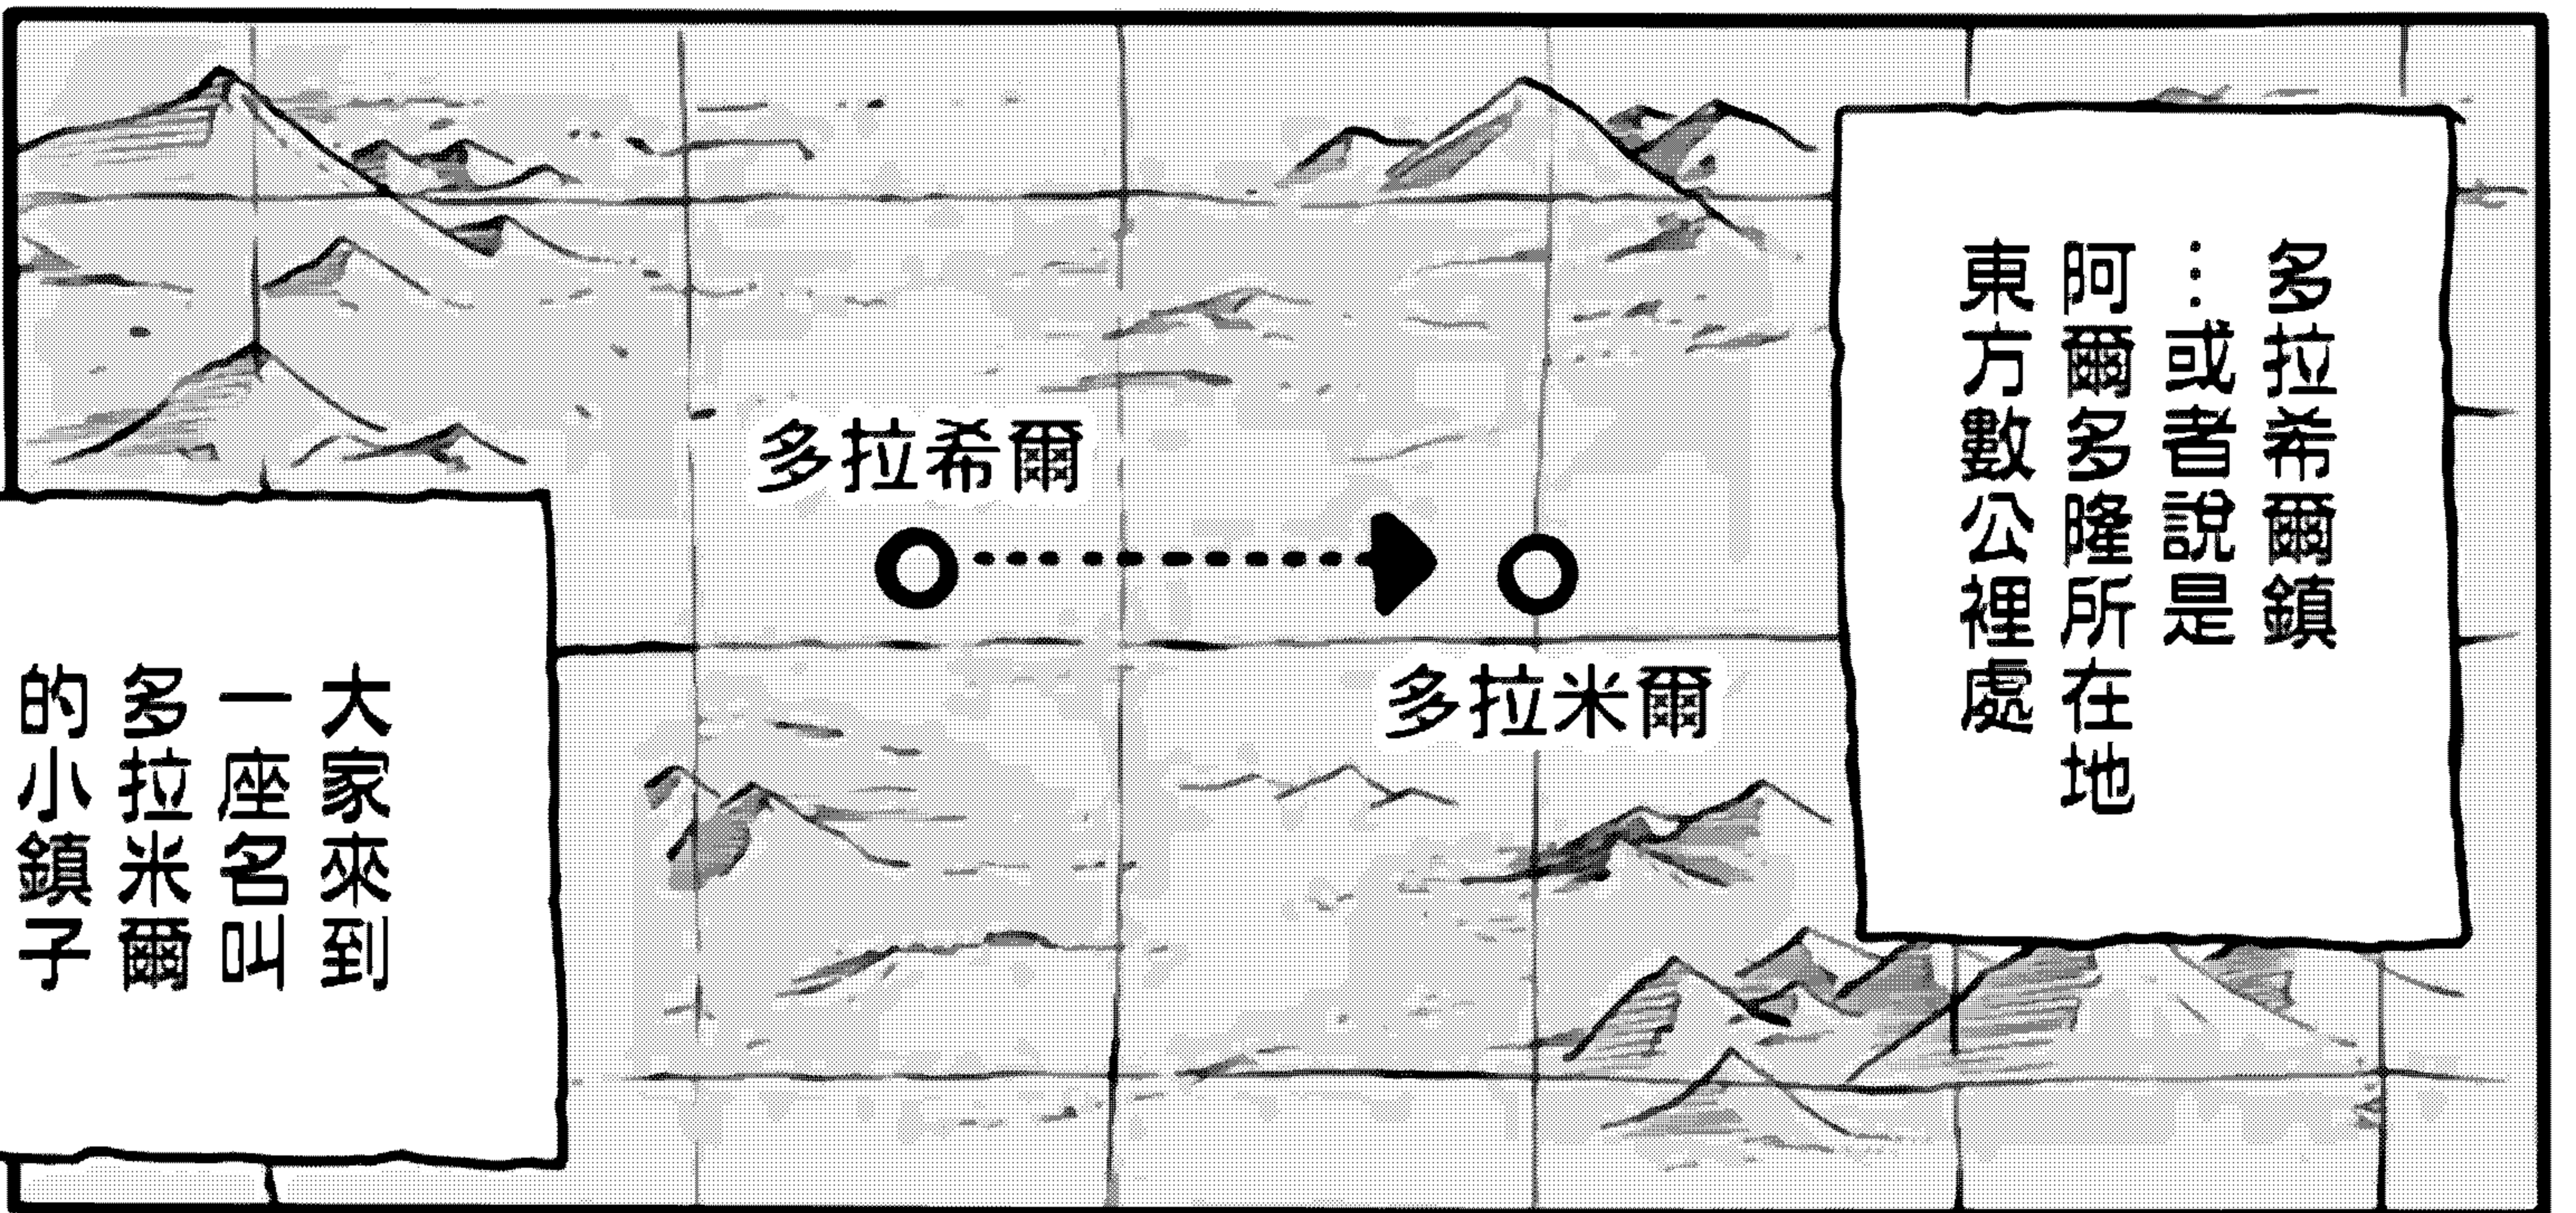 多拉希爾鎮
⋯或者說是
阿爾多隆所在地
東方數公裡處
多拉希爾
多拉米爾
大家來到
一座名叫
多拉米爾
的小鎮子